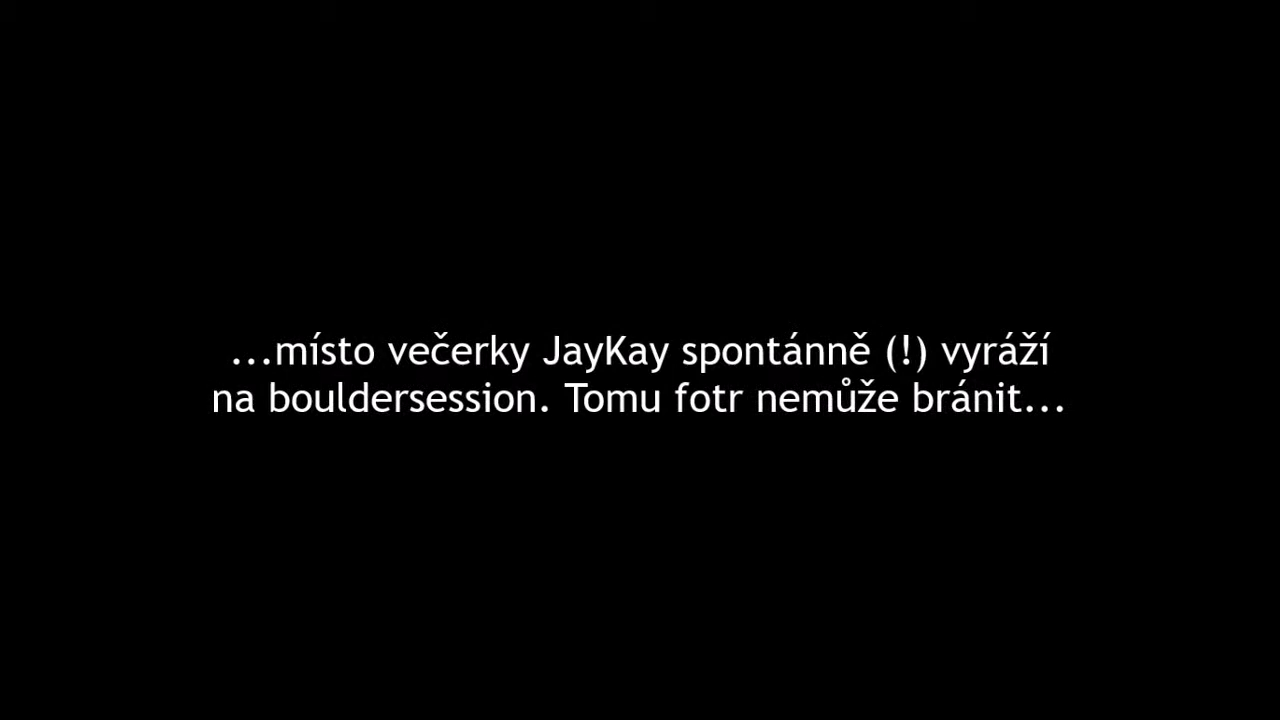 ...místo večerky JayKay spontánně (!) vyráží
na bouldersession. Tomu fotr nemůže bránit...